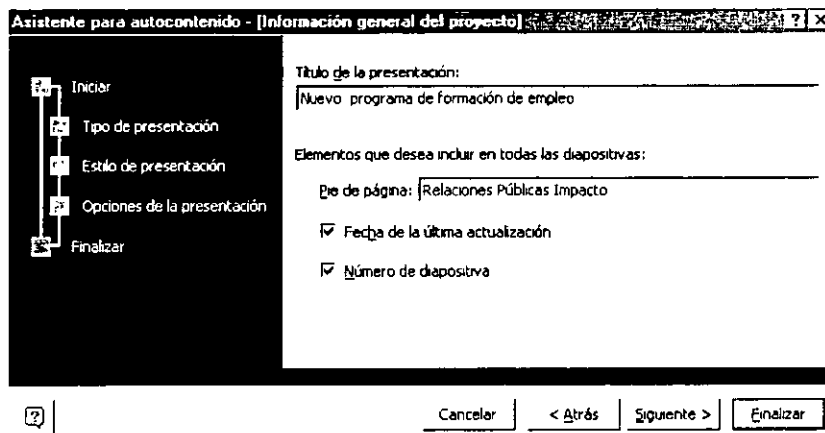 Asistente para autocontenido - [Información general del proyecto] ? ×
Iniciar
Tipo de presentación
Estilo de presentación
Opciones de la presentación
Finalizar
Título de la presentación:
Nuevo programa de formación de empleo
Elementos que desea incluir en todas las diapositivas:
Pie de página: Relaciones Públicas Impacto
Fecha de la última actualización
Número de diapositiva
? Cancelar < Atrás Siguiente > Finalizar